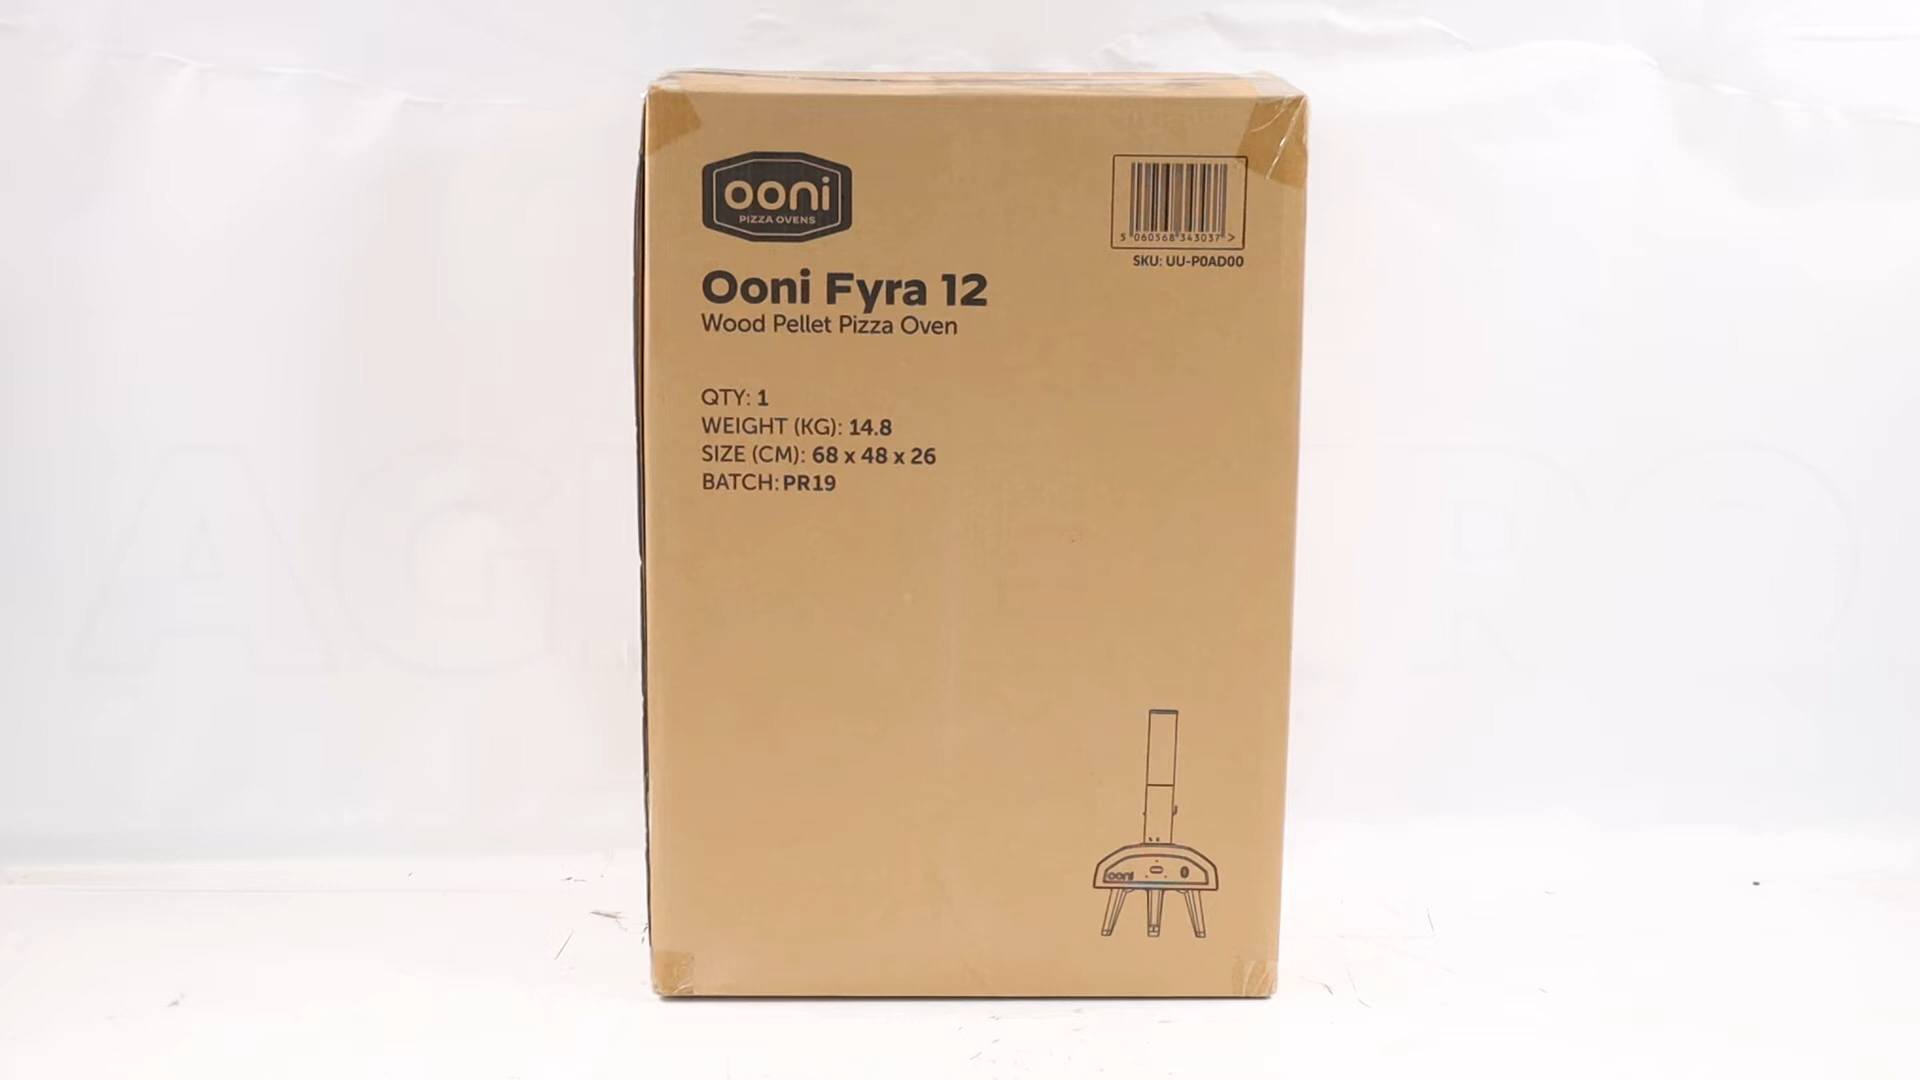 ooni
PIZZA OVENS
5 060568 343037 >
SKU: UU-P0AD00
Ooni Fyra 12
Wood Pellet Pizza Oven
QTY: 1
WEIGHT (KG): 14.8
SIZE (CM): 68 x 48 x 26
BATCH: PR19
ooni